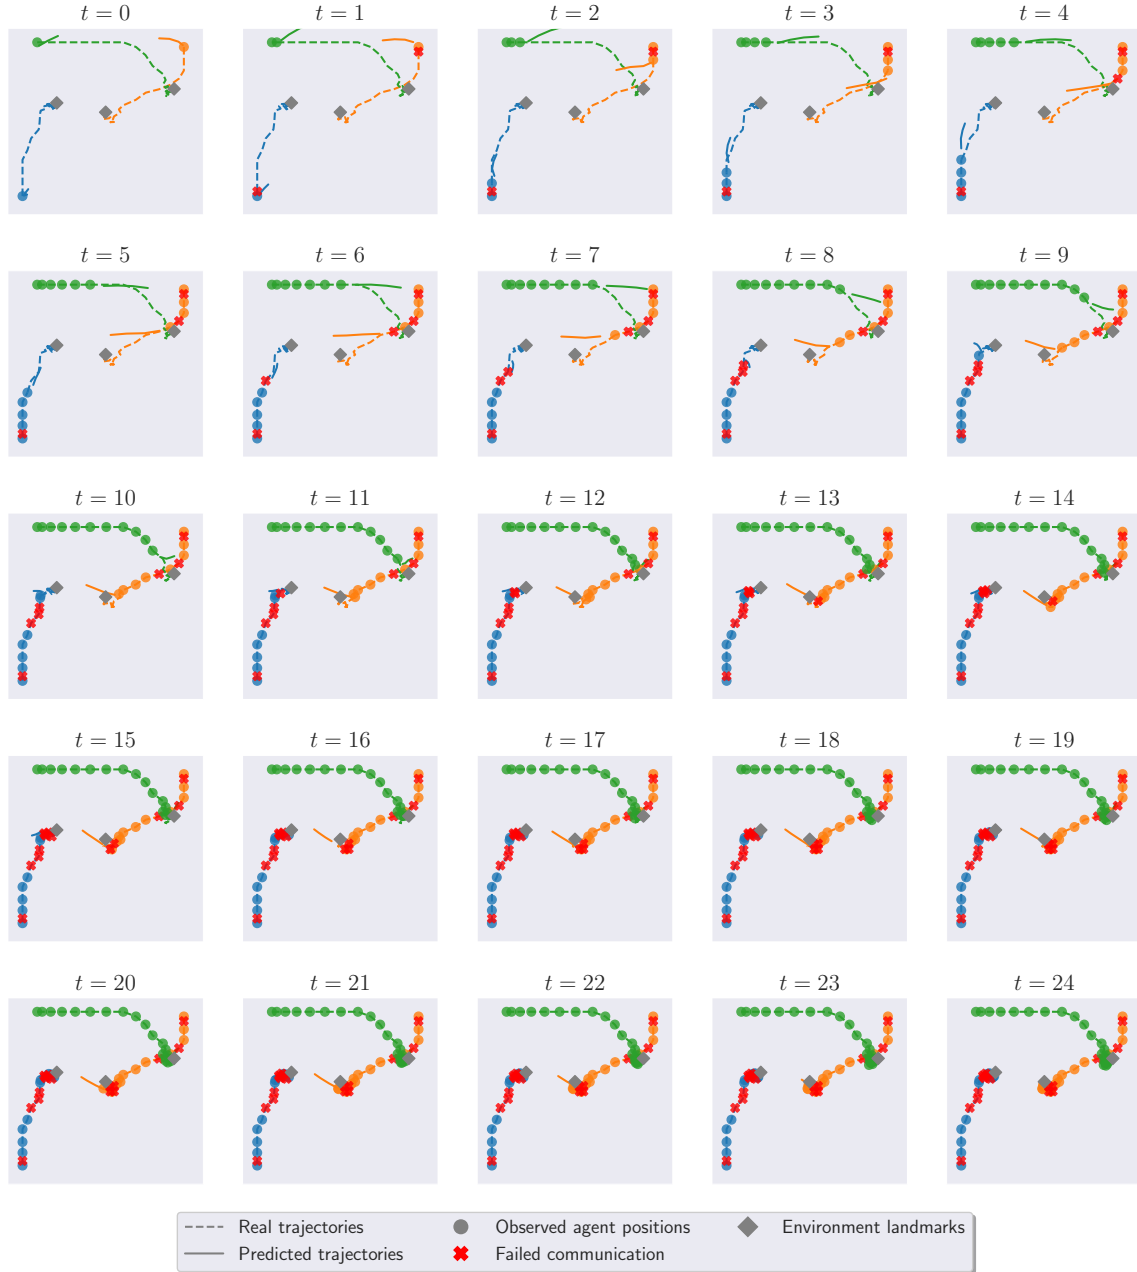 t = 0
t = 1
t = 2
t = 3
t = 4
t = 5
t = 6
t = 7
t = 8
t = 9
t = 10
t = 11
t = 12
t = 13
t = 14
t = 15
t = 16
t = 17
t = 18
t = 19
t = 20
t = 21
t = 22
t = 23
t = 24
Real trajectories
Predicted trajectories
Observed agent positions
Failed communication
Environment landmarks